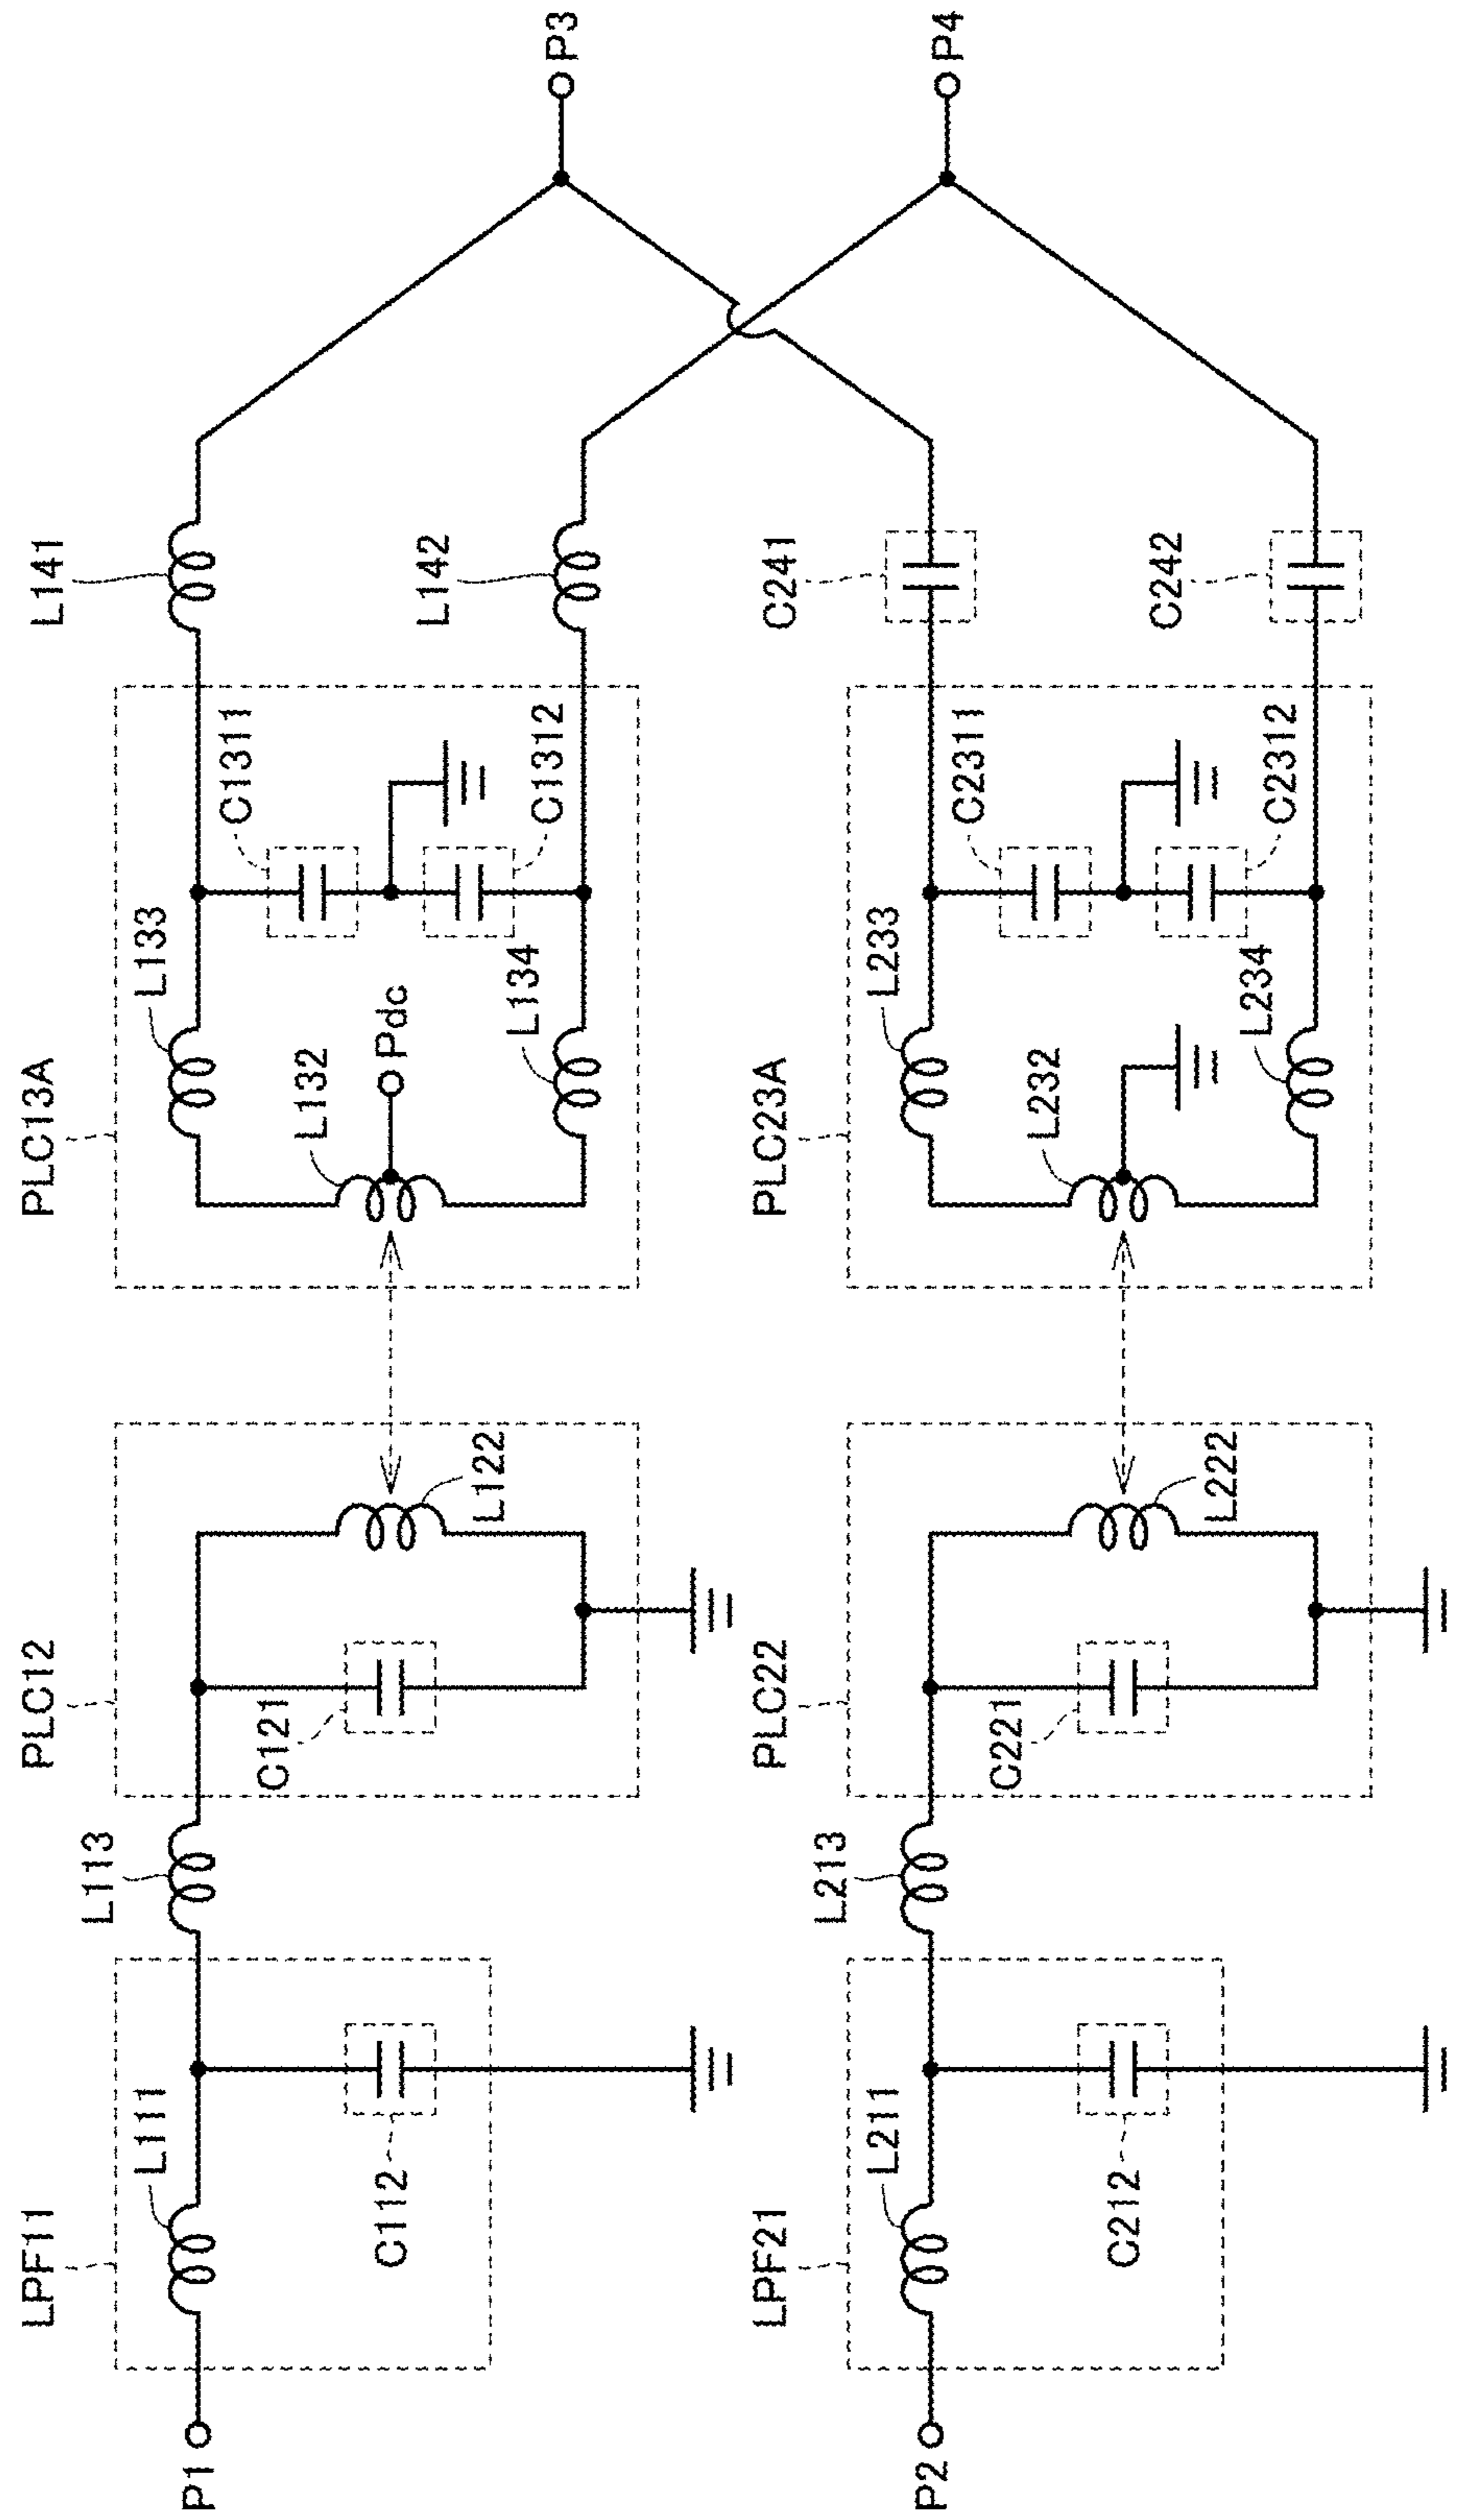 LPF11
PLC12
PLC13A
L111
L113
L133
L141
P1
C121
C1311
C112
L122
L132
Pdc
L134
C1312
L142
P3
LPF21
PLC22
PLC23A
L211
L213
L233
C241
P2
C221
C2311
C212
L222
L232
L234
C2312
C242
P4